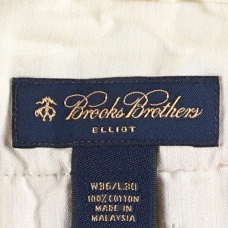 Brooks Brothers
ELLIOT
W36/L30
100% COTTON
MADE IN
MALAYSIA